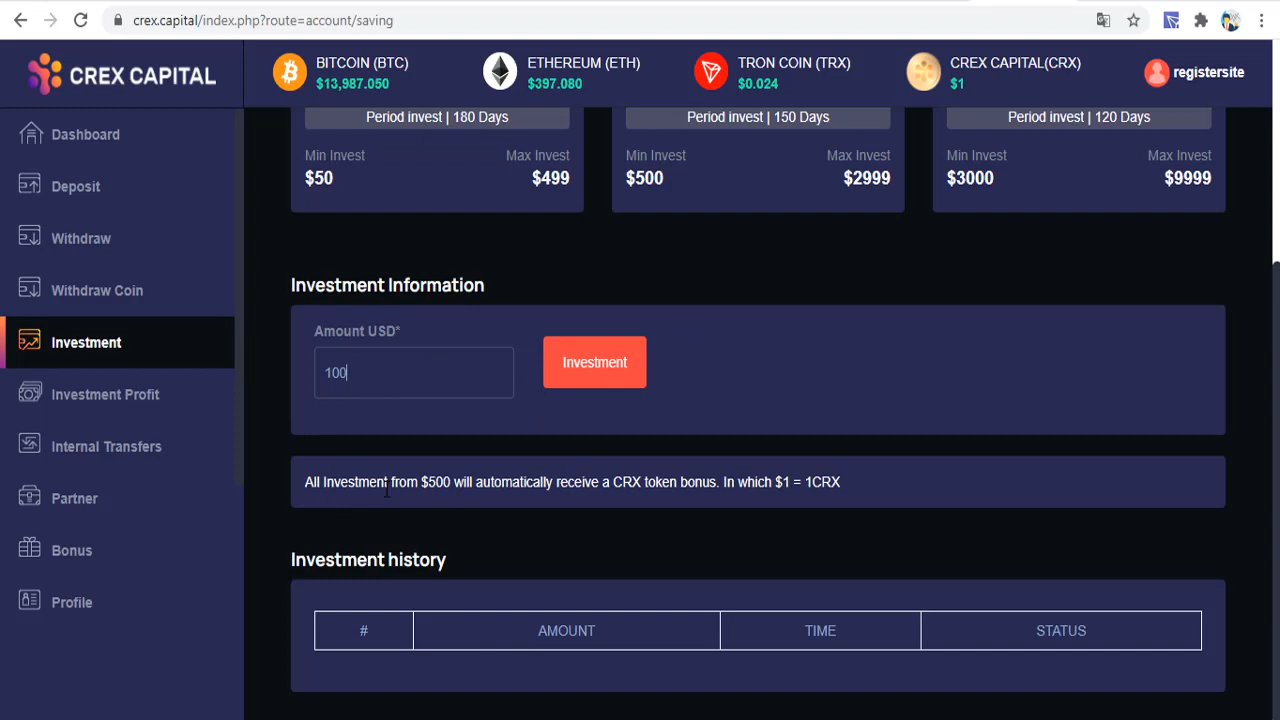 crex.capital/index.php?route=account/saving
CREX CAPITAL
BITCOIN (BTC)
$13,987.050
ETHEREUM (ETH)
$397.080
TRON COIN (TRX)
$0.024
CREX CAPITAL(CRX)
$1
registersite
Dashboard
Deposit
Withdraw
Withdraw Coin
Investment
Investment Profit
Internal Transfers
Partner
Bonus
Profile
Period invest | 180 Days
Min Invest Max Invest
$50 $499
Period invest | 150 Days
Min Invest Max Invest
$500 $2999
Period invest | 120 Days
Min Invest Max Invest
$3000 $9999
Investment Information
Amount USD*
100
Investment
All Investment from $500 will automatically receive a CRX token bonus. In which $1 = 1CRX
Investment history
# AMOUNT TIME STATUS